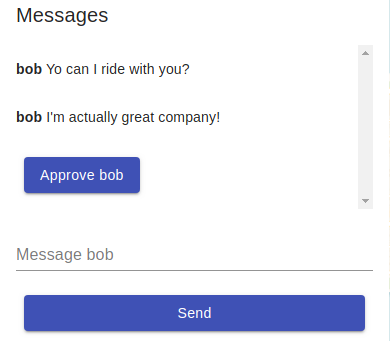 Messages
bob Yo can I ride with you?
bob I'm actually great company!
Approve bob
Message bob
Send